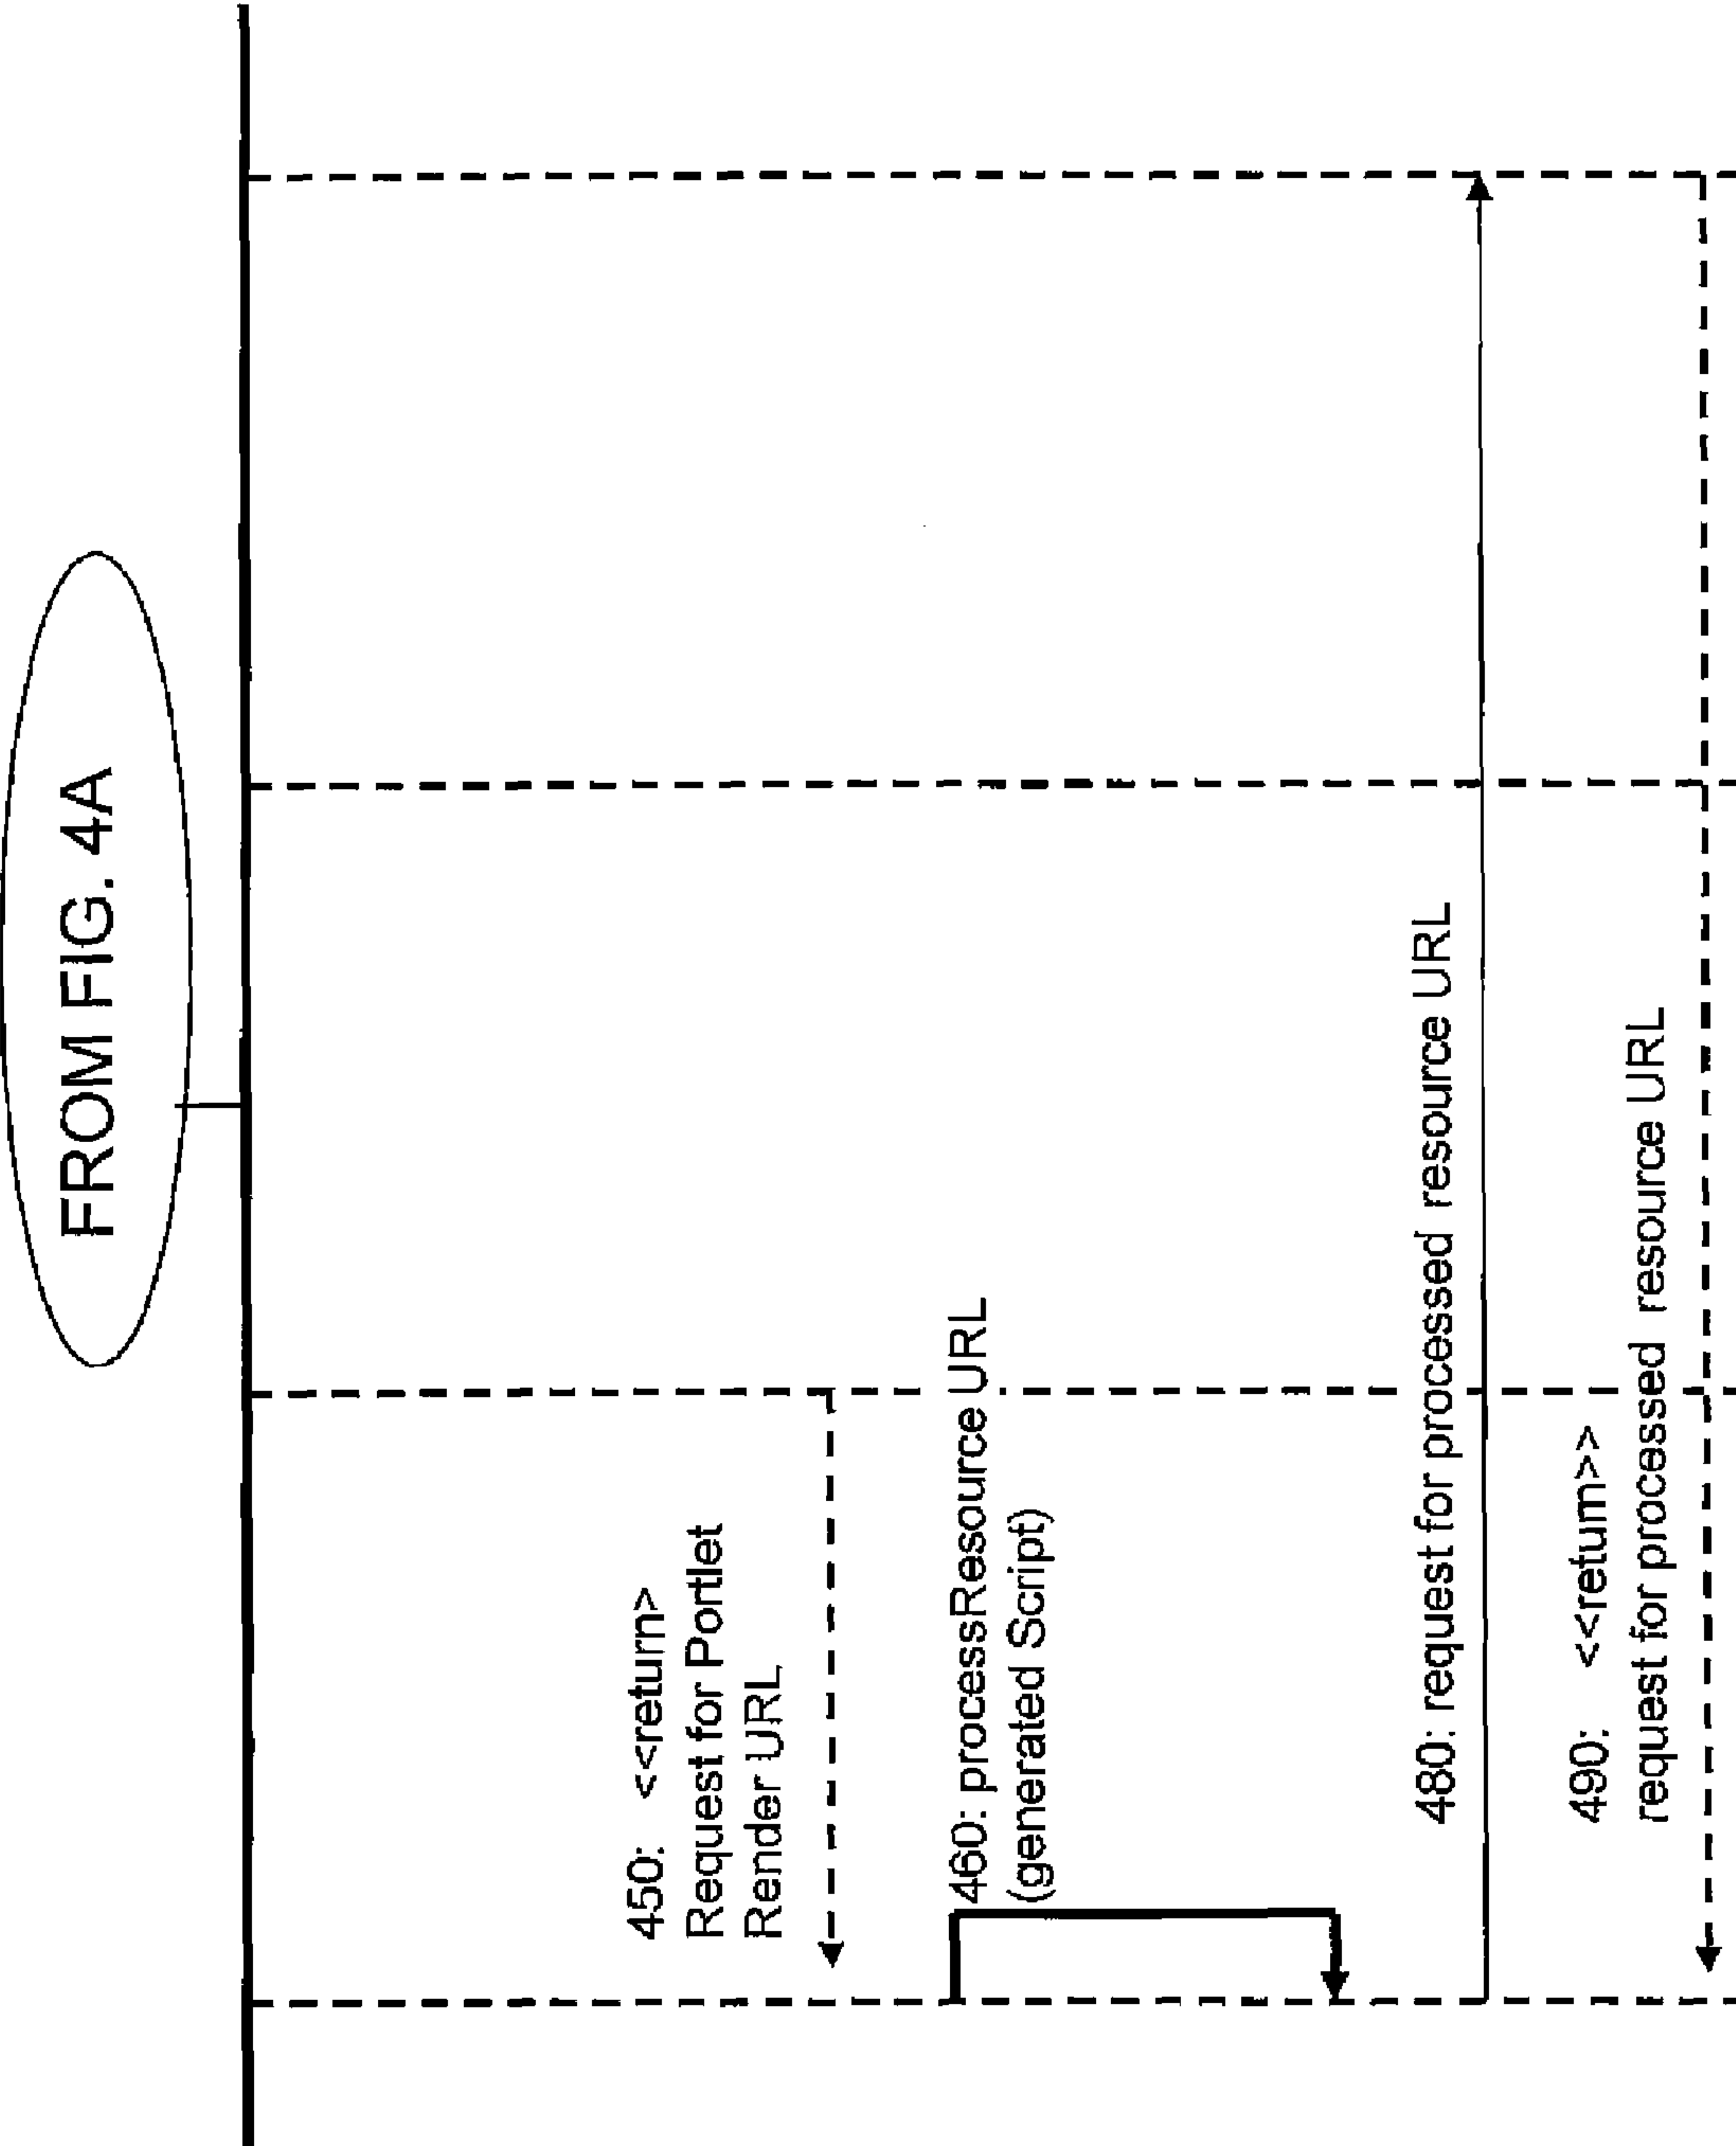 FROM FIG. 4A
450: <<return>
Request for Portlet
Render URL
460: processResource URL
(generated Script)
480: request for processed resource URL
490: <<return>>
request for processed resource URL